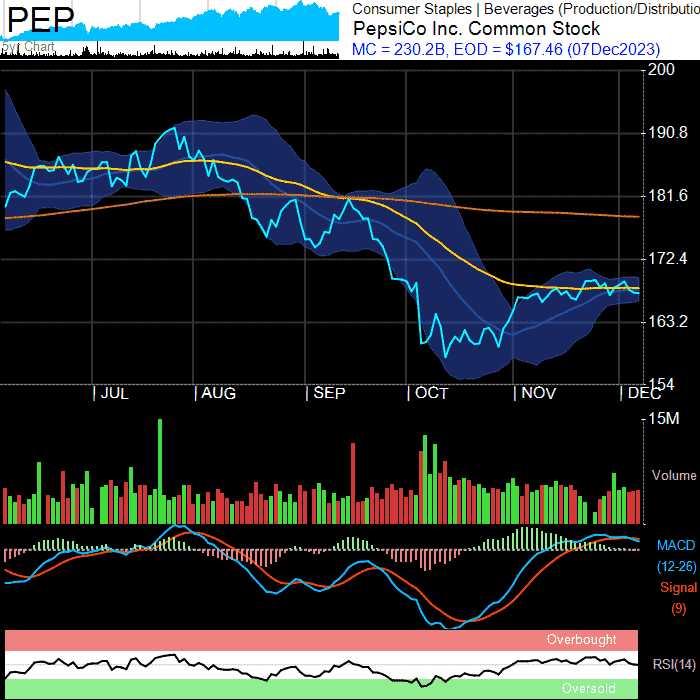 PEP
5yr Chart
Consumer Staples | Beverages (Production/Distributio
PepsiCo Inc. Common Stock
MC = 230.2B, EOD = $167.46 (07Dec2023)
200
190.8
181.6
172.4
163.2
154
JUL AUG SEP OCT NOV DEC
15M
Volume
MACD
(12-26)
Signal
(9)
Overbought
RSI(14)
Oversold